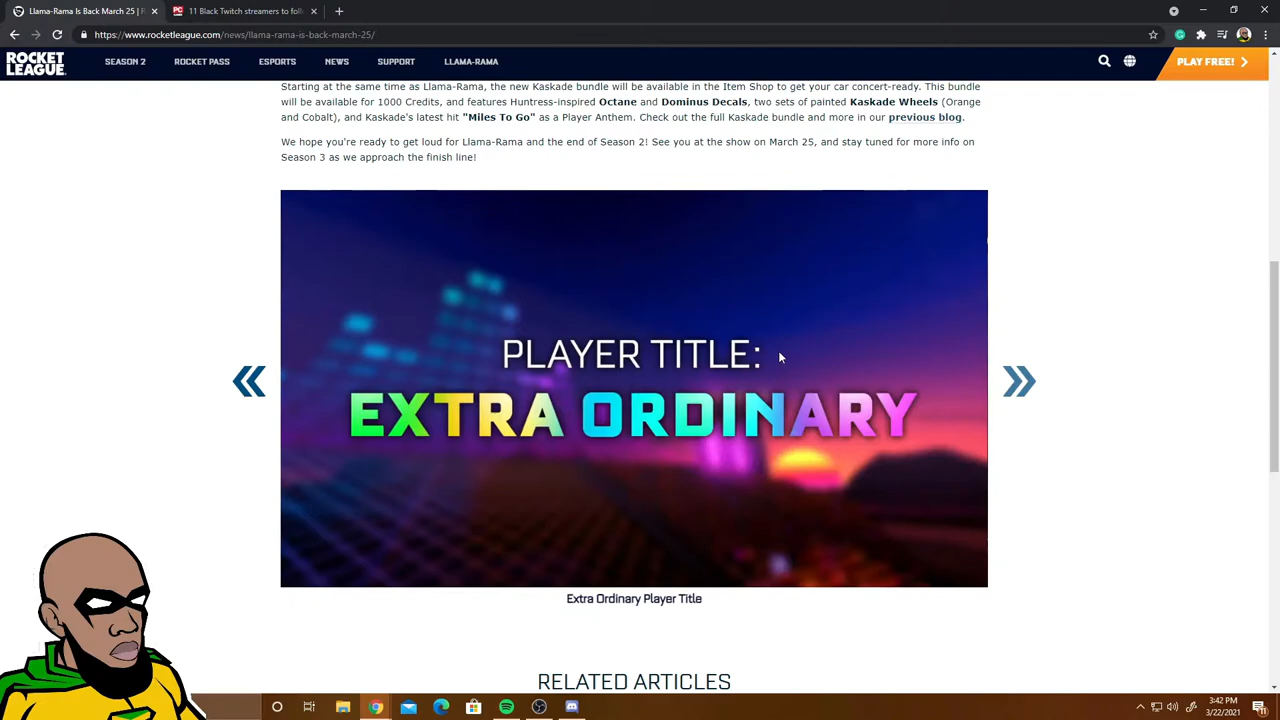 Llama-Rama Is Back March 25 | R
11 Black Twitch streamers to foll
https://www.rocketleague.com/news/llama-rama-is-back-march-25/
ROCKET LEAGUE
SEASON 2
ROCKET PASS
ESPORTS
NEWS
SUPPORT
LLAMA-RAMA
PLAY FREE!
Starting at the same time as Llama-Rama, the new Kaskade bundle will be available in the Item Shop to get your car concert-ready. This bundle
will be available for 1000 Credits, and features Huntress-inspired Octane and Dominus Decals, two sets of painted Kaskade Wheels (Orange
and Cobalt), and Kaskade's latest hit "Miles To Go" as a Player Anthem. Check out the full Kaskade bundle and more in our previous blog.
We hope you're ready to get loud for Llama-Rama and the end of Season 2! See you at the show on March 25, and stay tuned for more info on
Season 3 as we approach the finish line!
PLAYER TITLE:
EXTRA ORDINARY
Extra Ordinary Player Title
RELATED ARTICLES
3:42 PM
3/22/2021